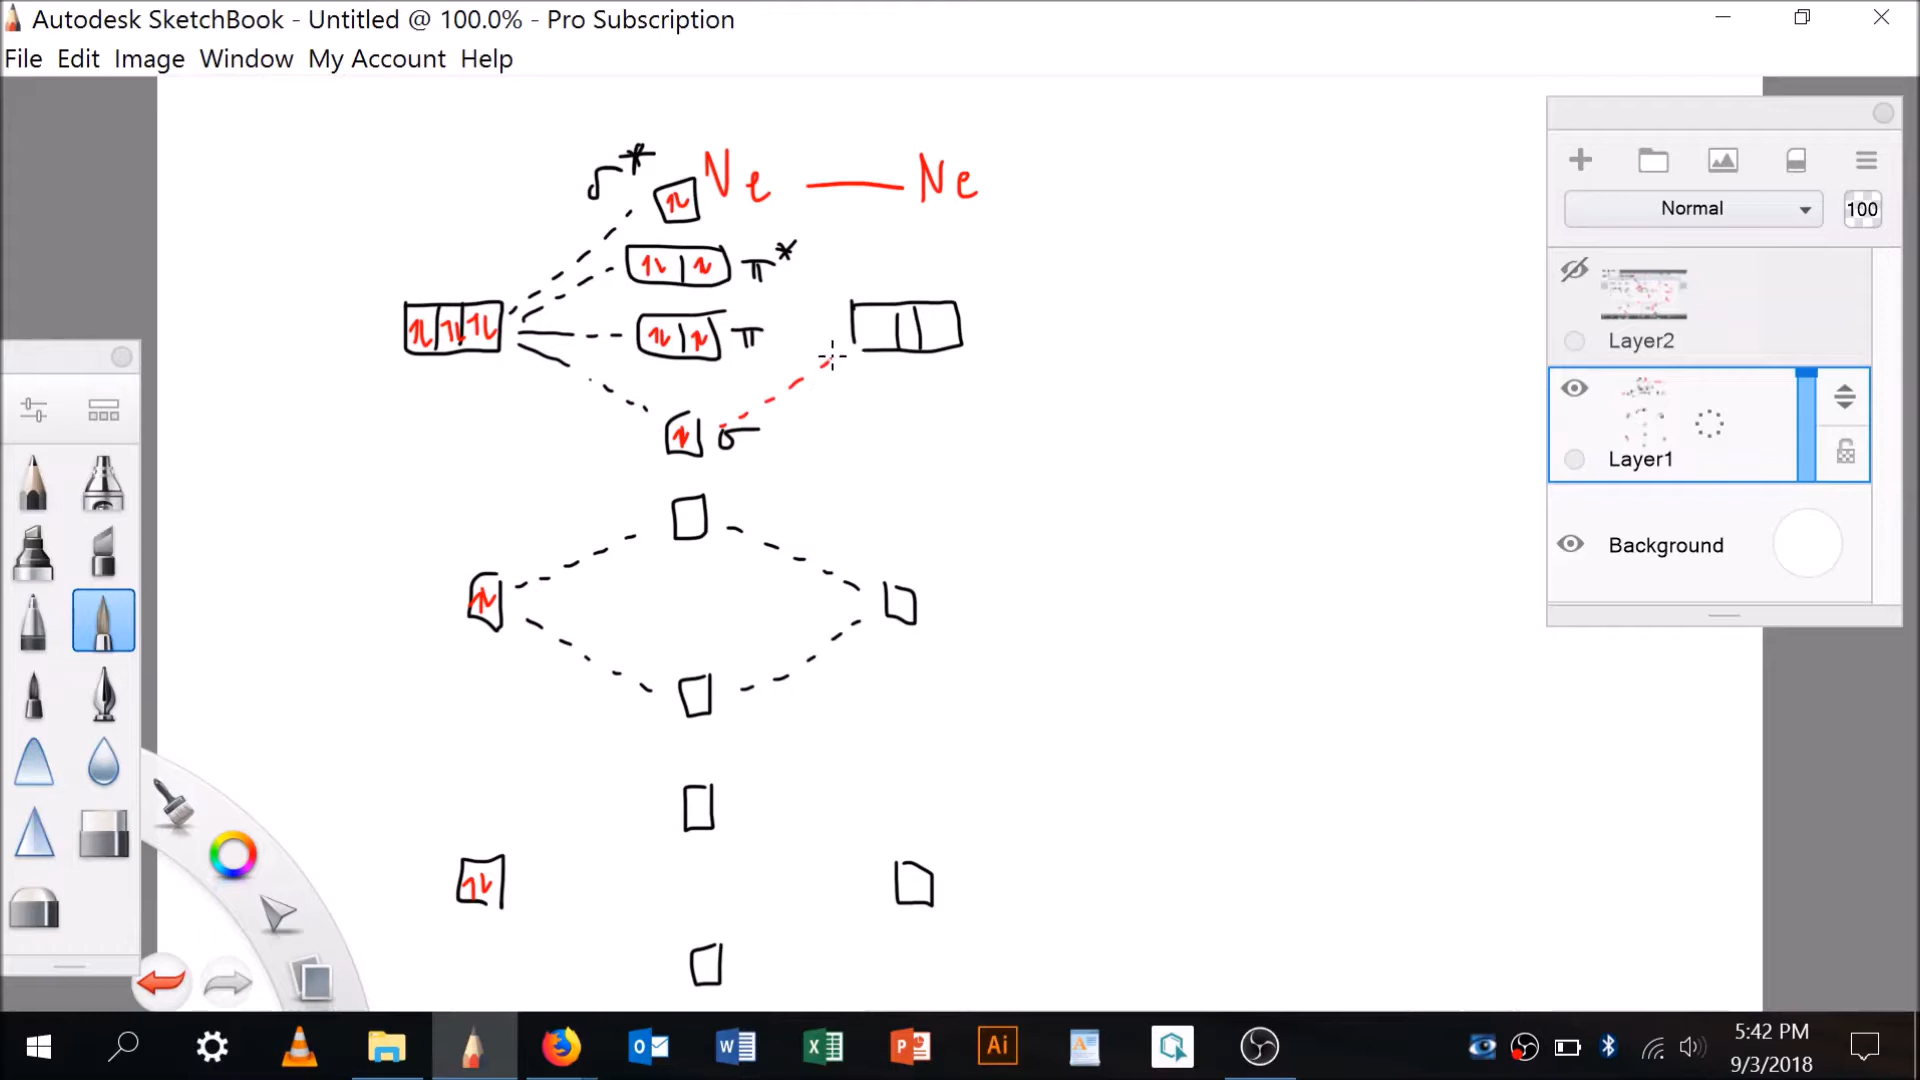 Autodesk SketchBook - Untitled @ 100.0% - Pro Subscription
File Edit Image Window My Account Help
σ* Ne — Ne
π*
π
σ
Normal 100
Layer2
Layer1
Background
5:42 PM
9/3/2018